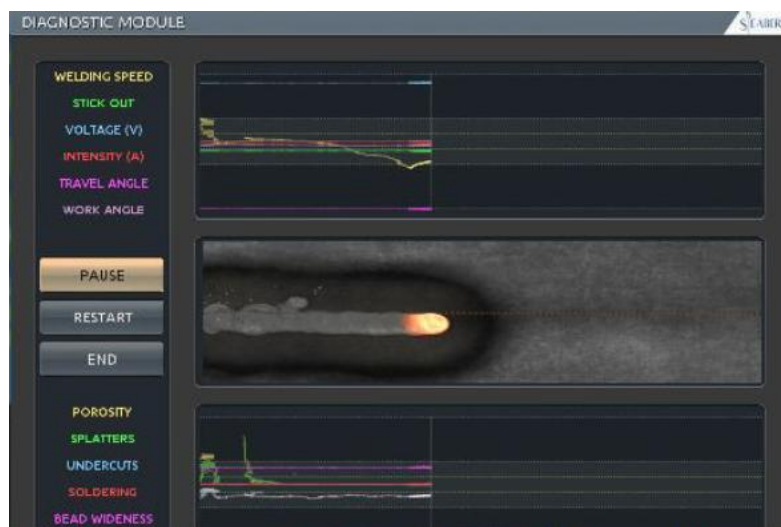 DIAGNOSTIC MODULE
SEABER
WELDING SPEED
STICK OUT
VOLTAGE (V)
INTENSITY (A)
TRAVEL ANGLE
WORK ANGLE
PAUSE
RESTART
END
POROSITY
SPLATTERS
UNDERCUTS
SOLDERING
BEAD WIDENESS